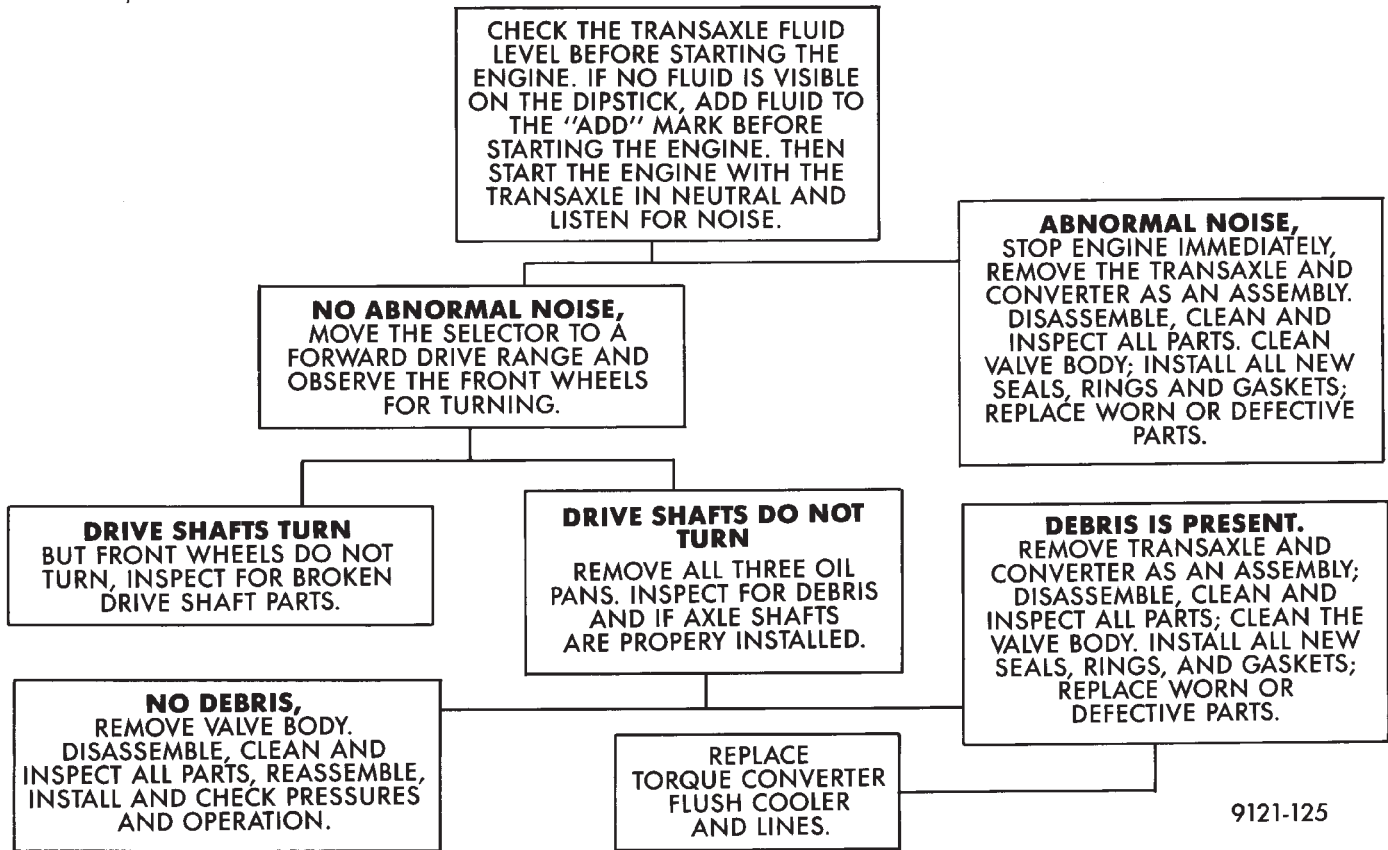 CHECK THE TRANSAXLE FLUID
LEVEL BEFORE STARTING THE
ENGINE. IF NO FLUID IS VISIBLE
ON THE DIPSTICK, ADD FLUID TO
THE "ADD" MARK BEFORE
STARTING THE ENGINE. THEN
START THE ENGINE WITH THE
TRANSAXLE IN NEUTRAL AND
LISTEN FOR NOISE.
ABNORMAL NOISE,
STOP ENGINE IMMEDIATELY,
REMOVE THE TRANSAXLE AND
CONVERTER AS AN ASSEMBLY.
DISASSEMBLE, CLEAN AND
INSPECT ALL PARTS. CLEAN
VALVE BODY; INSTALL ALL NEW
SEALS, RINGS AND GASKETS;
REPLACE WORN OR DEFECTIVE
PARTS.
NO ABNORMAL NOISE,
MOVE THE SELECTOR TO A
FORWARD DRIVE RANGE AND
OBSERVE THE FRONT WHEELS
FOR TURNING.
DRIVE SHAFTS TURN
BUT FRONT WHEELS DO NOT
TURN, INSPECT FOR BROKEN
DRIVE SHAFT PARTS.
DRIVE SHAFTS DO NOT
TURN
REMOVE ALL THREE OIL
PANS. INSPECT FOR DEBRIS
AND IF AXLE SHAFTS
ARE PROPERY INSTALLED.
DEBRIS IS PRESENT.
REMOVE TRANSAXLE AND
CONVERTER AS AN ASSEMBLY;
DISASSEMBLE, CLEAN AND
INSPECT ALL PARTS; CLEAN THE
VALVE BODY. INSTALL ALL NEW
SEALS, RINGS, AND GASKETS;
REPLACE WORN OR
DEFECTIVE PARTS.
NO DEBRIS,
REMOVE VALVE BODY.
DISASSEMBLE, CLEAN AND
INSPECT ALL PARTS, REASSEMBLE,
INSTALL AND CHECK PRESSURES
AND OPERATION.
REPLACE
TORQUE CONVERTER
FLUSH COOLER
AND LINES.
9121-125